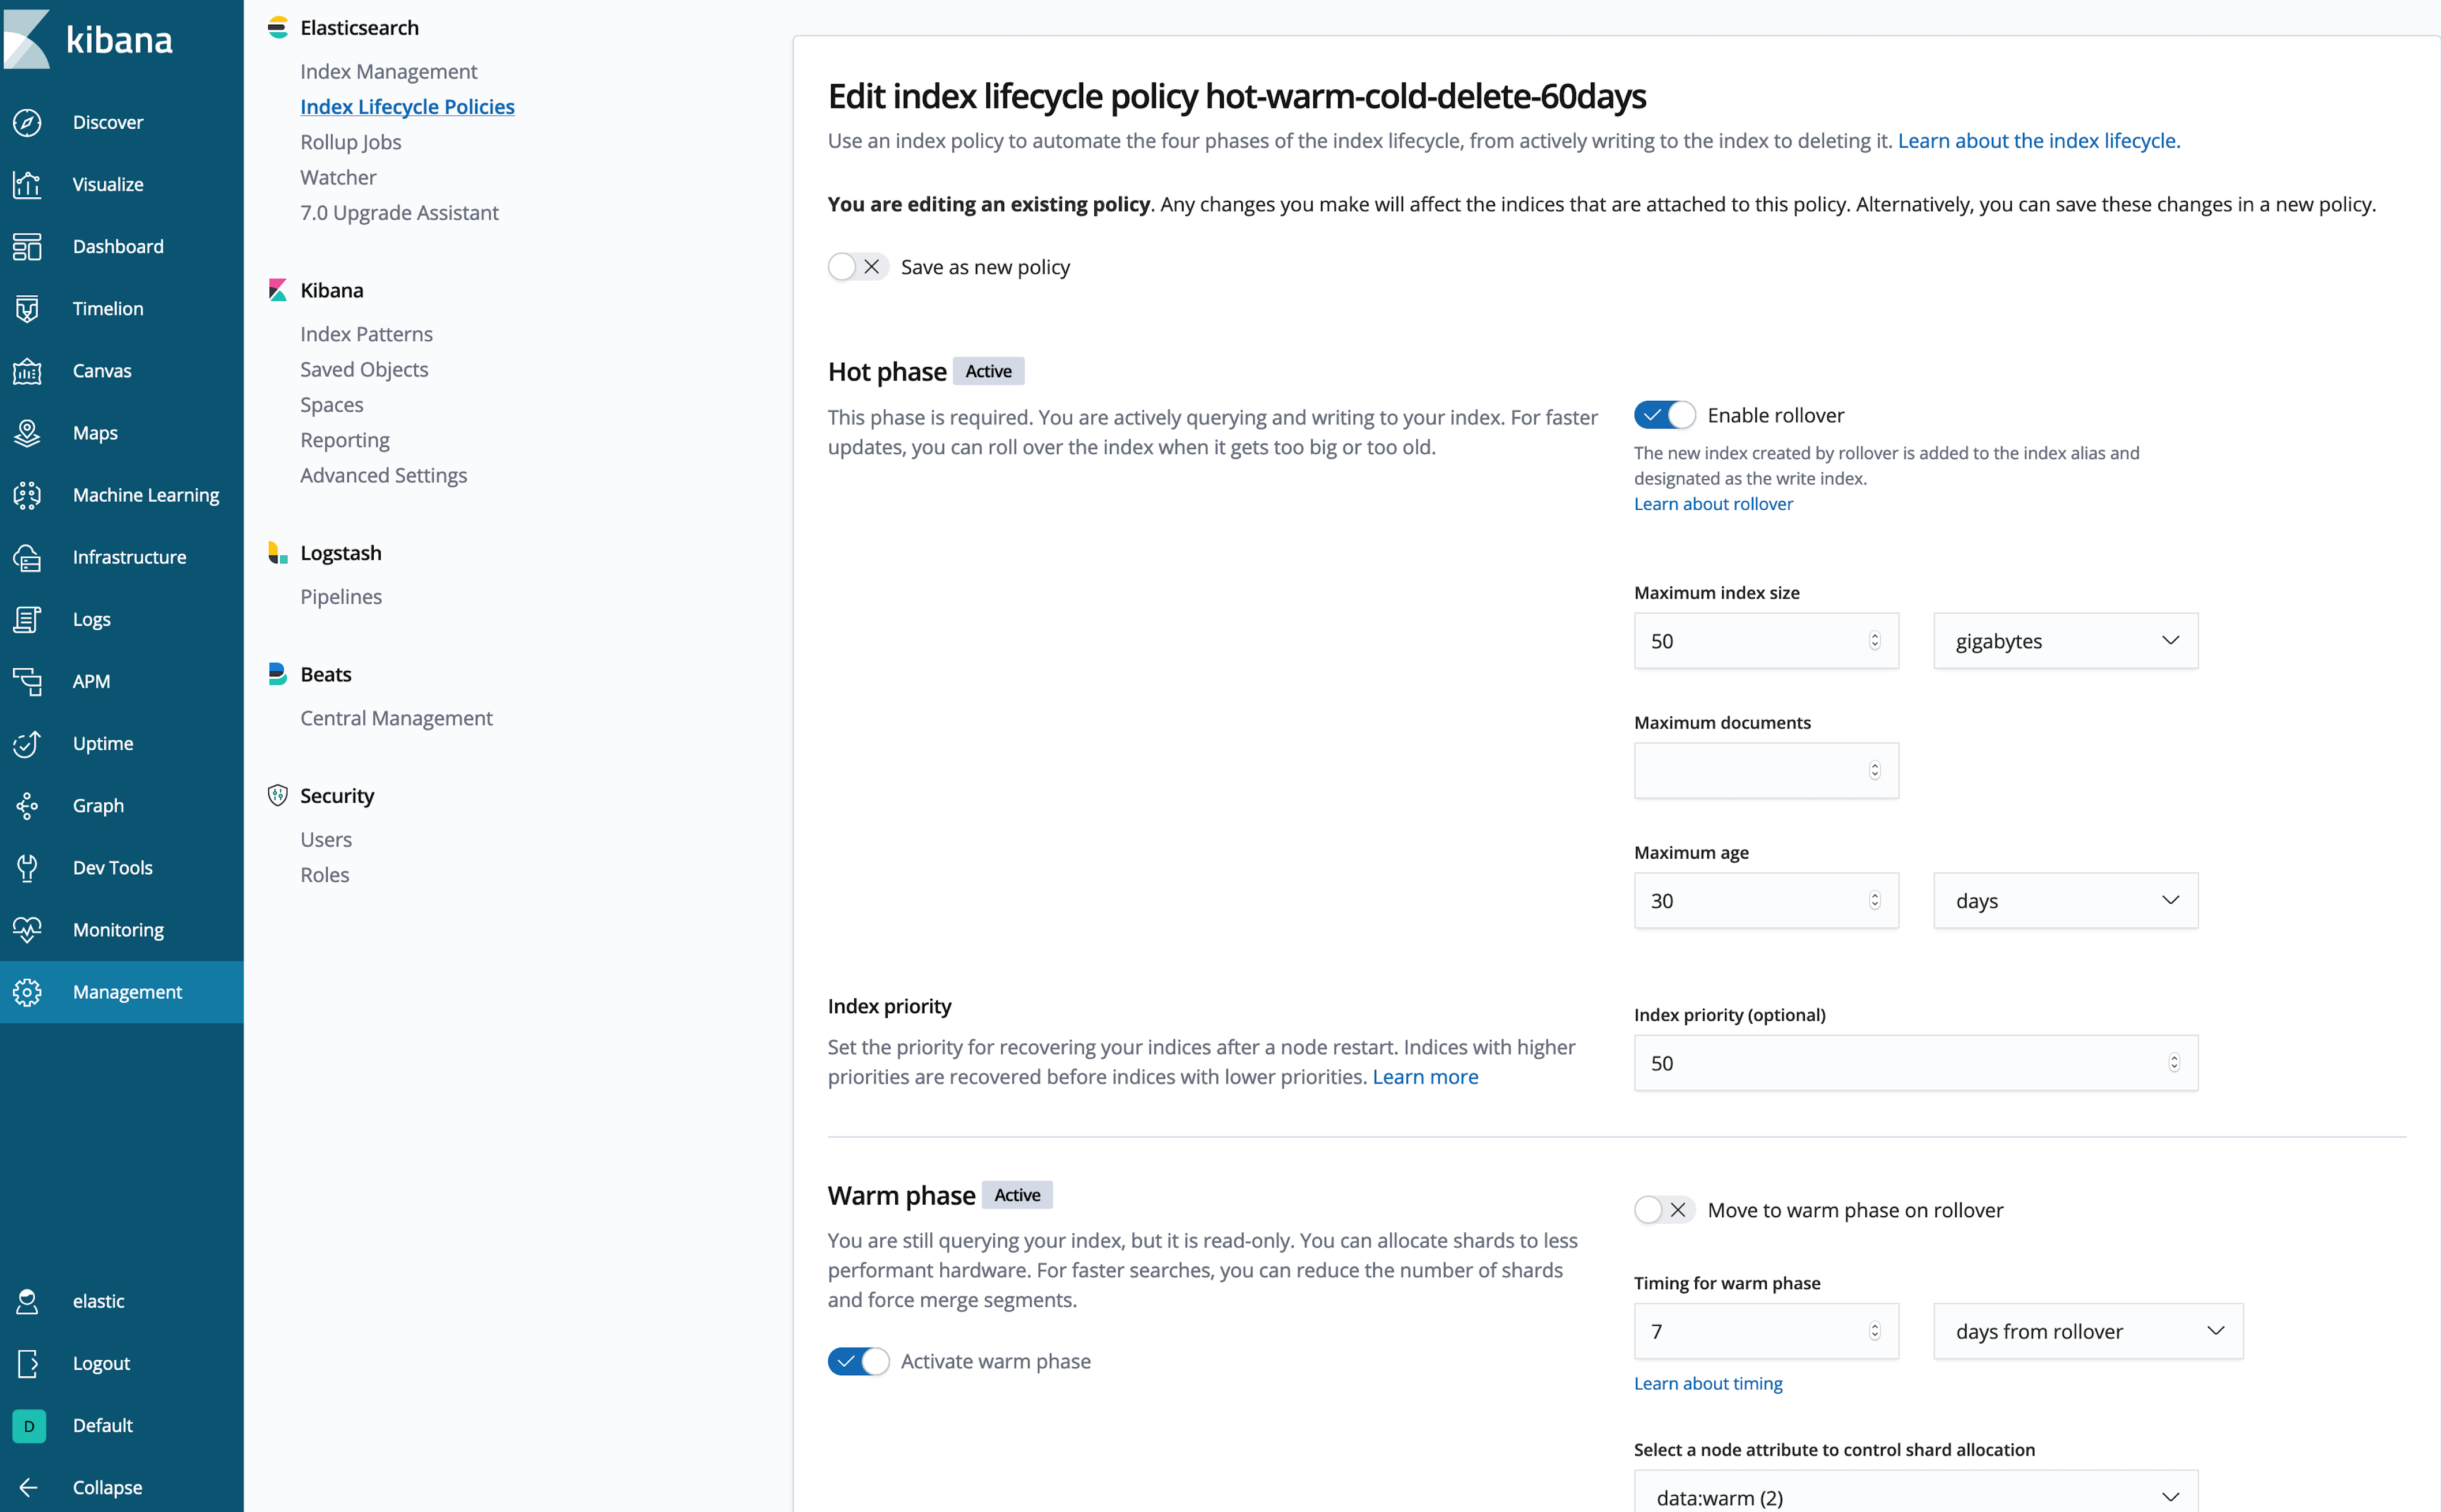 kibana
Discover
Visualize
Dashboard
Timelion
Canvas
Maps
Machine Learning
Infrastructure
Logs
APM
Uptime
Graph
Dev Tools
Monitoring
Management
elastic
Logout
D
Default
Collapse
Elasticsearch
Index Management
Index Lifecycle Policies
Rollup Jobs
Watcher
7.0 Upgrade Assistant
Kibana
Index Patterns
Saved Objects
Spaces
Reporting
Advanced Settings
Logstash
Pipelines
Beats
Central Management
Security
Users
Roles
Edit index lifecycle policy hot-warm-cold-delete-60days
Use an index policy to automate the four phases of the index lifecycle, from actively writing to the index to deleting it. Learn about the index lifecycle.
You are editing an existing policy. Any changes you make will affect the indices that are attached to this policy. Alternatively, you can save these changes in a new policy.
Save as new policy
Hot phase Active
This phase is required. You are actively querying and writing to your index. For faster
updates, you can roll over the index when it gets too big or too old.
Enable rollover
The new index created by rollover is added to the index alias and
designated as the write index.
Learn about rollover
Maximum index size
50 gigabytes
Maximum documents
Maximum age
30 days
Index priority
Set the priority for recovering your indices after a node restart. Indices with higher
priorities are recovered before indices with lower priorities. Learn more
Index priority (optional)
50
Warm phase Active
You are still querying your index, but it is read-only. You can allocate shards to less
performant hardware. For faster searches, you can reduce the number of shards
and force merge segments.
Activate warm phase
Move to warm phase on rollover
Timing for warm phase
7 days from rollover
Learn about timing
Select a node attribute to control shard allocation
data:warm (2)